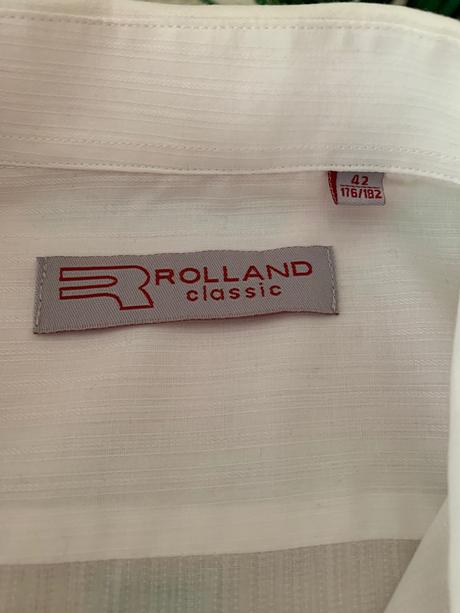 42
176/182
ROLLAND
classic